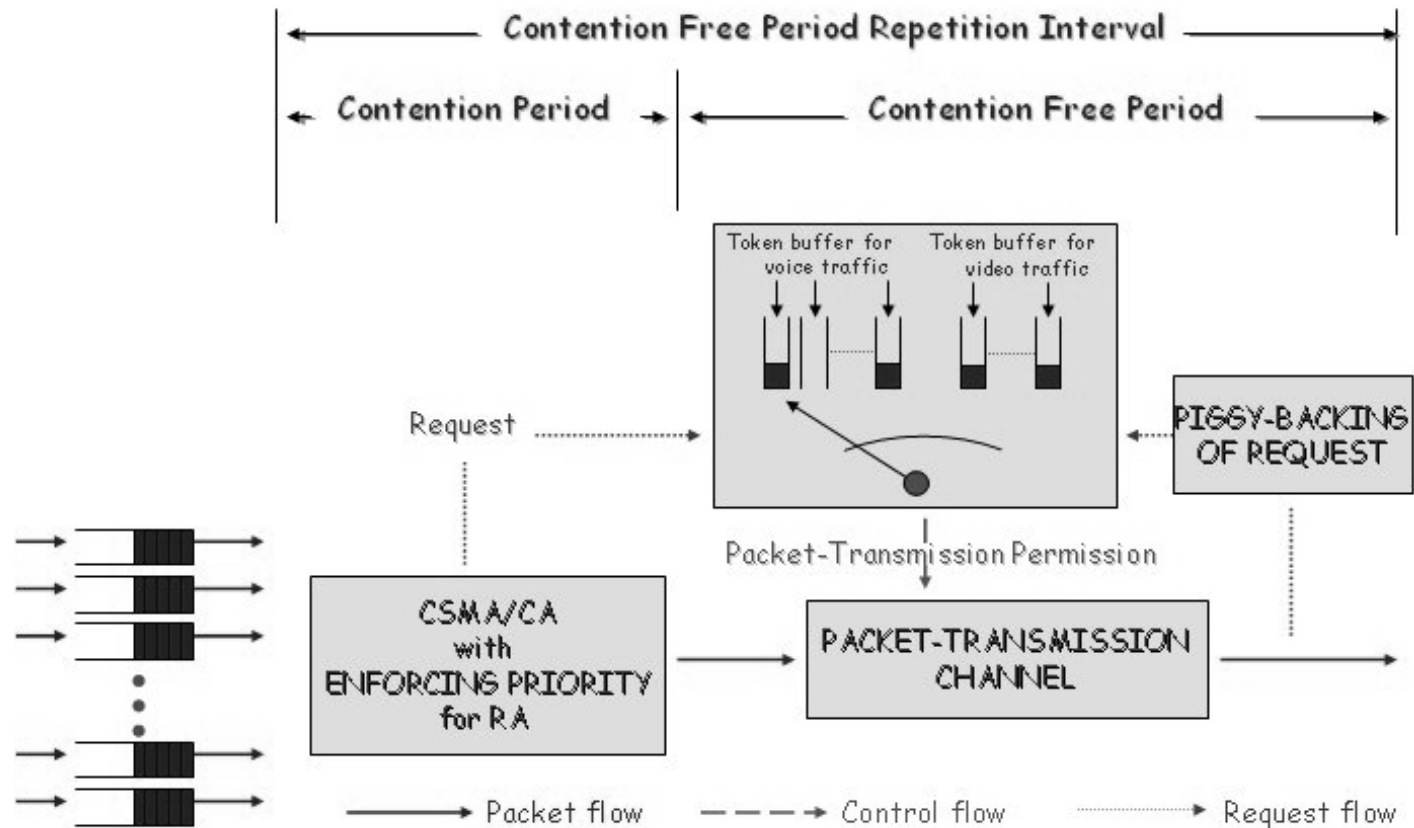 Contention Free Period Repetition Interval
Contention Period
Contention Free Period
Token buffer for
voice traffic
Token buffer for
video traffic
Request
PIGGY-BACKING
OF REQUEST
Packet-Transmission Permission
CSMA/CA
with
ENFORCING PRIORITY
for RA
PACKET-TRANSMISSION
CHANNEL
Packet flow
Control flow
Request flow